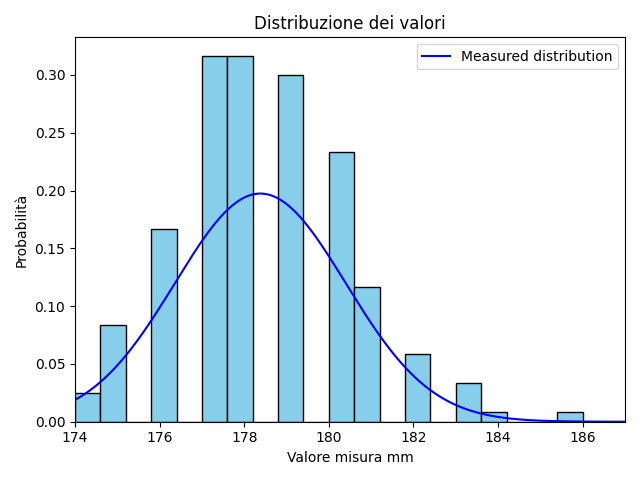 Distribuzione dei valori
Measured distribution
Probabilità
0.30
0.25
0.20
0.15
0.10
0.05
0.00
174 176 178 180 182 184 186
Valore misura mm